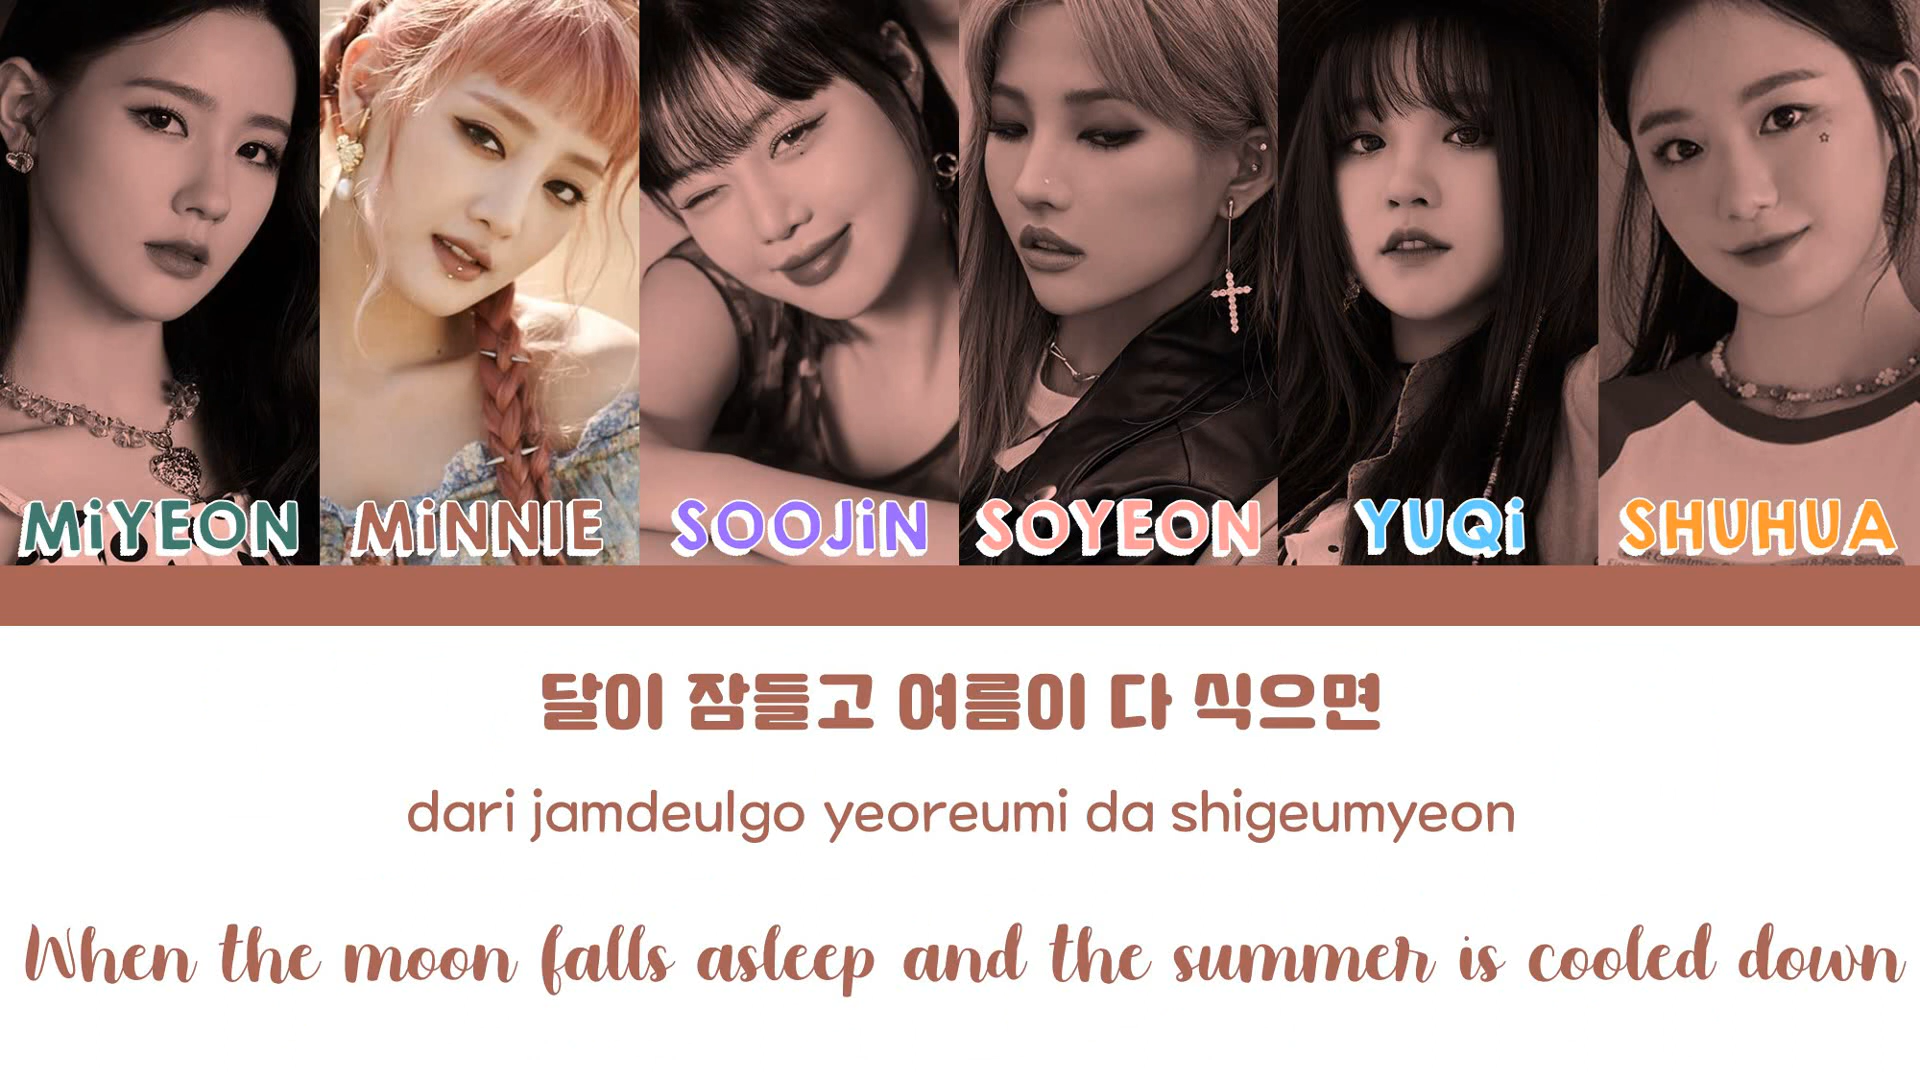 MiYEON MiNNIE SOOJiN SOYEON YUQi SHUHUA
달이 잠들고 여름이 다 식으면
dari jamdeulgo yeoreumi da shigeumyeon
When the moon falls asleep and the summer is cooled down